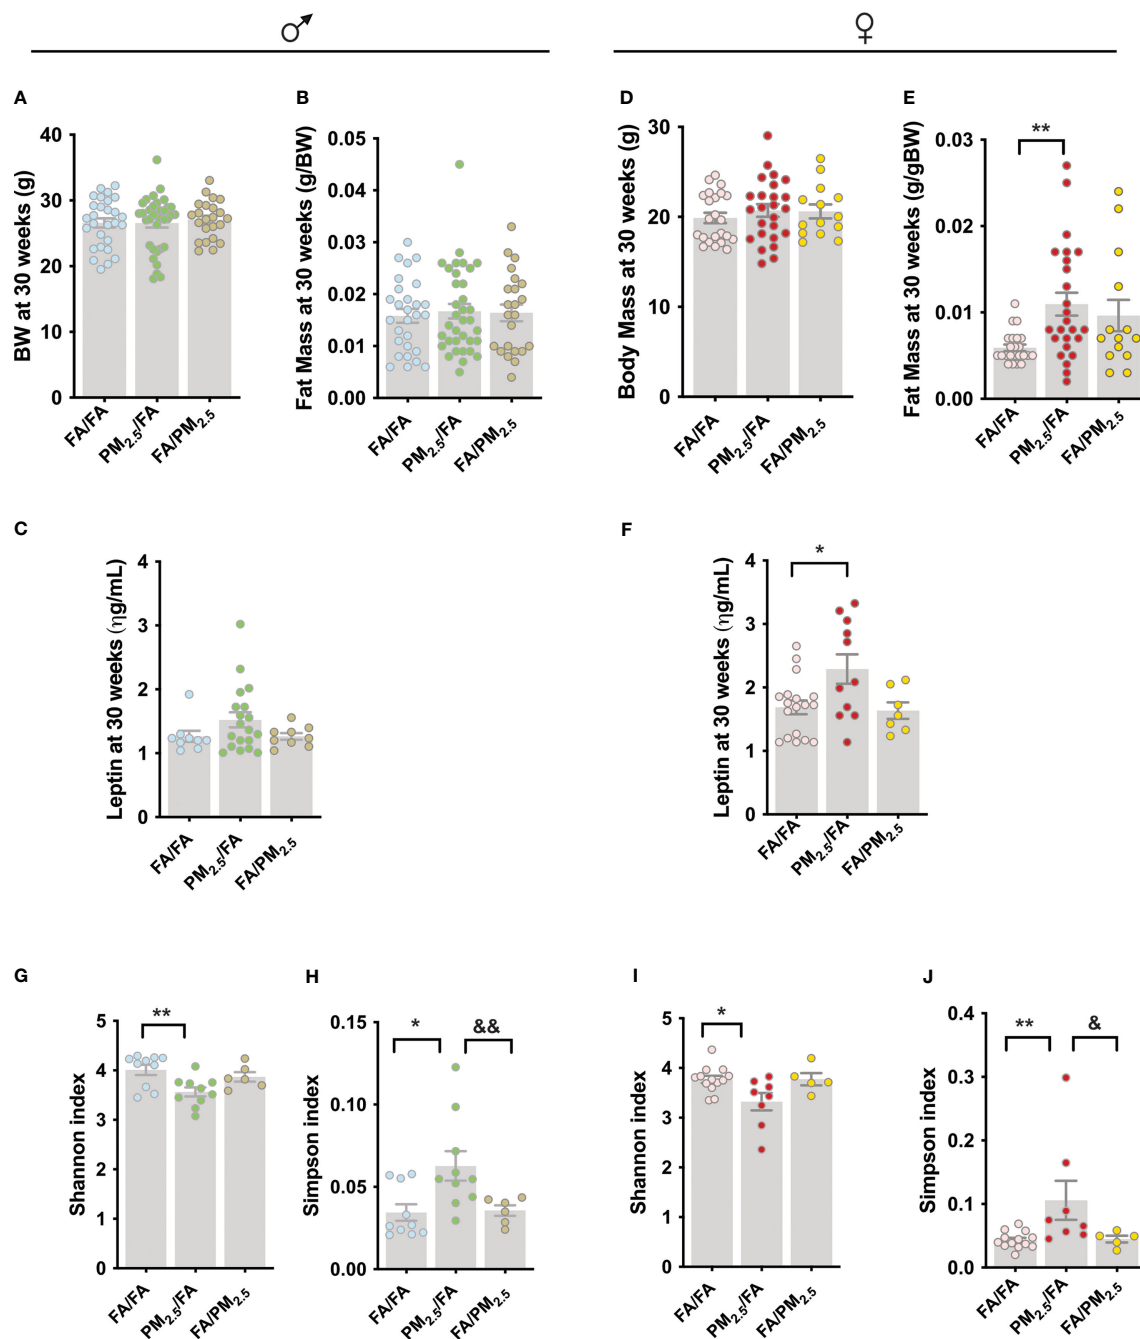 ♂
♀
A
BW at 30 weeks (g)
40
30
20
10
0
FA/FA
PM2.5/FA
FA/PM2.5
B
Fat Mass at 30 weeks (g/BW)
0.05
0.04
0.03
0.02
0.01
0.00
FA/FA
PM2.5/FA
FA/PM2.5
D
Body Mass at 30 weeks (g)
30
20
10
0
FA/FA
PM2.5/FA
FA/PM2.5
E
Fat Mass at 30 weeks (g/gBW)
**
0.03
0.02
0.01
0.00
FA/FA
PM2.5/FA
FA/PM2.5
C
Leptin at 30 weeks (ηg/mL)
4
3
2
1
0
FA/FA
PM2.5/FA
FA/PM2.5
F
Leptin at 30 weeks (ηg/mL)
*
4
3
2
1
0
FA/FA
PM2.5/FA
FA/PM2.5
G
Shannon index
**
5
4
3
2
1
0
FA/FA
PM2.5/FA
FA/PM2.5
H
Simpson index
* &&
0.15
0.10
0.05
0.00
FA/FA
PM2.5/FA
FA/PM2.5
I
Shannon index
*
5
4
3
2
1
0
FA/FA
PM2.5/FA
FA/PM2.5
J
Simpson index
** &
0.4
0.3
0.2
0.1
0.0
FA/FA
PM2.5/FA
FA/PM2.5